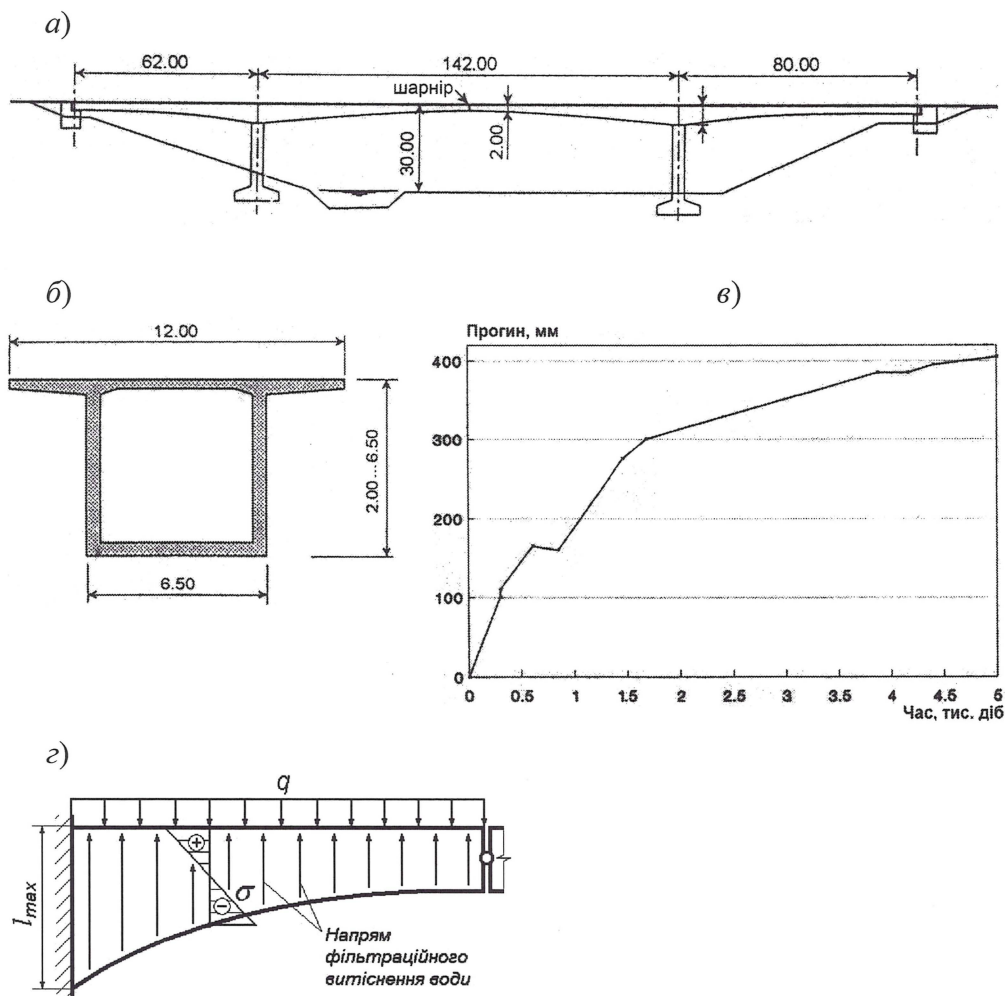 а)
62.00
142.00
80.00
шарнір
30.00
2.00
б)
12.00
2.00...6.50
6.50
в)
Прогин, мм
400
300
200
100
0
0 0.5 1 1.5 2 2.5 3 3.5 4 4.5 5
Час, тис. діб
г)
q
l max
+
σ
−
Напрям
фільтраційного
витіснення води